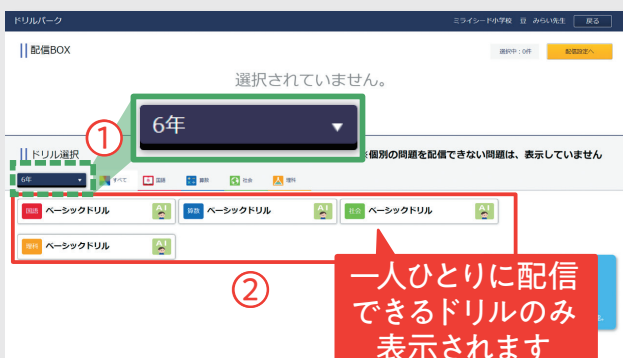 ドリルパーク
ミライシード小学校 豆 みらい先生 戻る
配信BOX
選択中：0件 配信設定へ
選択されていません。
6年
①
ドリル選択
※個別の問題を配信できない問題は、表示していません
6年 すべて 国語 算数 社会 理科
国語 ベーシックドリル AI
算数 ベーシックドリル AI
社会 ベーシックドリル AI
理科 ベーシックドリル AI
②
一人ひとりに配信
できるドリルのみ
表示されます